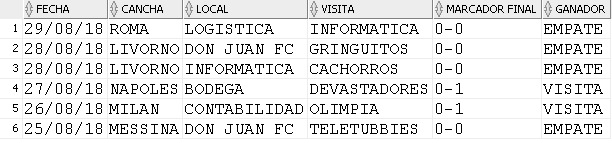 FECHA CANCHA LOCAL VISITA MARCADOR FINAL GANADOR
1 29/08/18 ROMA LOGISTICA INFORMATICA 0-0 EMPATE
2 28/08/18 LIVORNO DON JUAN FC GRINGUITOS 0-0 EMPATE
3 28/08/18 LIVORNO INFORMATICA CACHORROS 0-0 EMPATE
4 27/08/18 NAPOLES BODEGA DEVASTADORES 0-1 VISITA
5 26/08/18 MILAN CONTABILIDAD OLIMPIA 0-1 VISITA
6 25/08/18 MESSINA DON JUAN FC TELETUBBIES 0-0 EMPATE